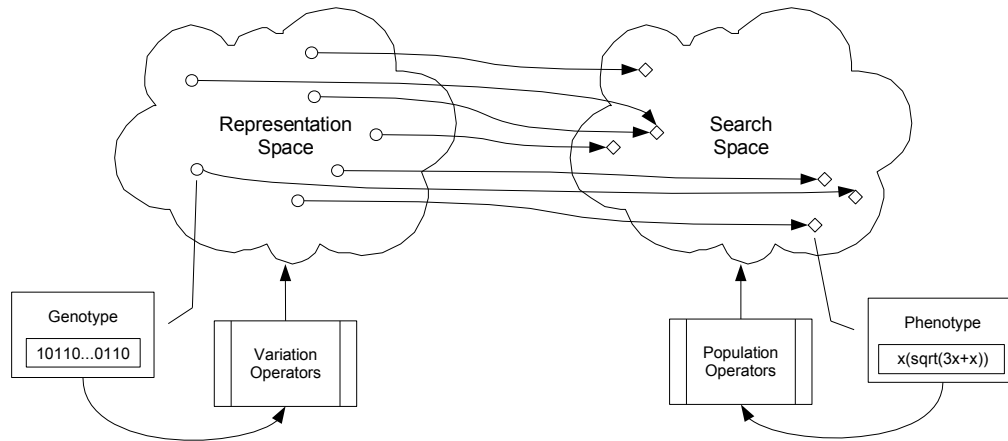 Representation
Space
Search
Space
Genotype
10110...0110
Variation
Operators
Population
Operators
Phenotype
x(sqrt(3x+x))